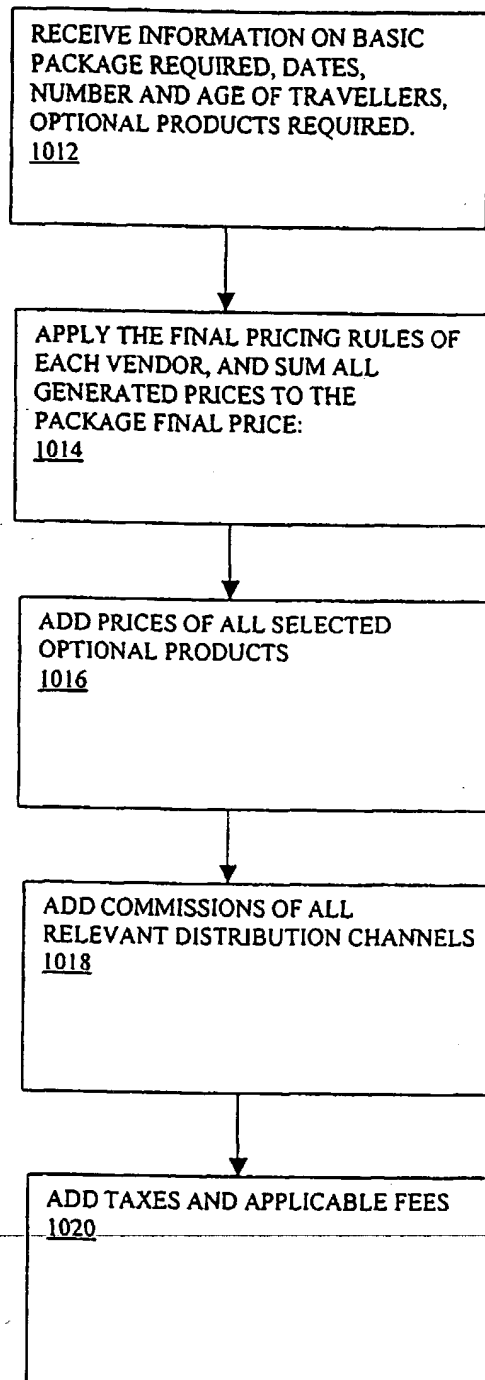 RECEIVE INFORMATION ON BASIC
PACKAGE REQUIRED, DATES,
NUMBER AND AGE OF TRAVELLERS,
OPTIONAL PRODUCTS REQUIRED.
1012
APPLY THE FINAL PRICING RULES OF
EACH VENDOR, AND SUM ALL
GENERATED PRICES TO THE
PACKAGE FINAL PRICE:
1014
ADD PRICES OF ALL SELECTED
OPTIONAL PRODUCTS
1016
ADD COMMISSIONS OF ALL
RELEVANT DISTRIBUTION CHANNELS
1018
ADD TAXES AND APPLICABLE FEES
1020